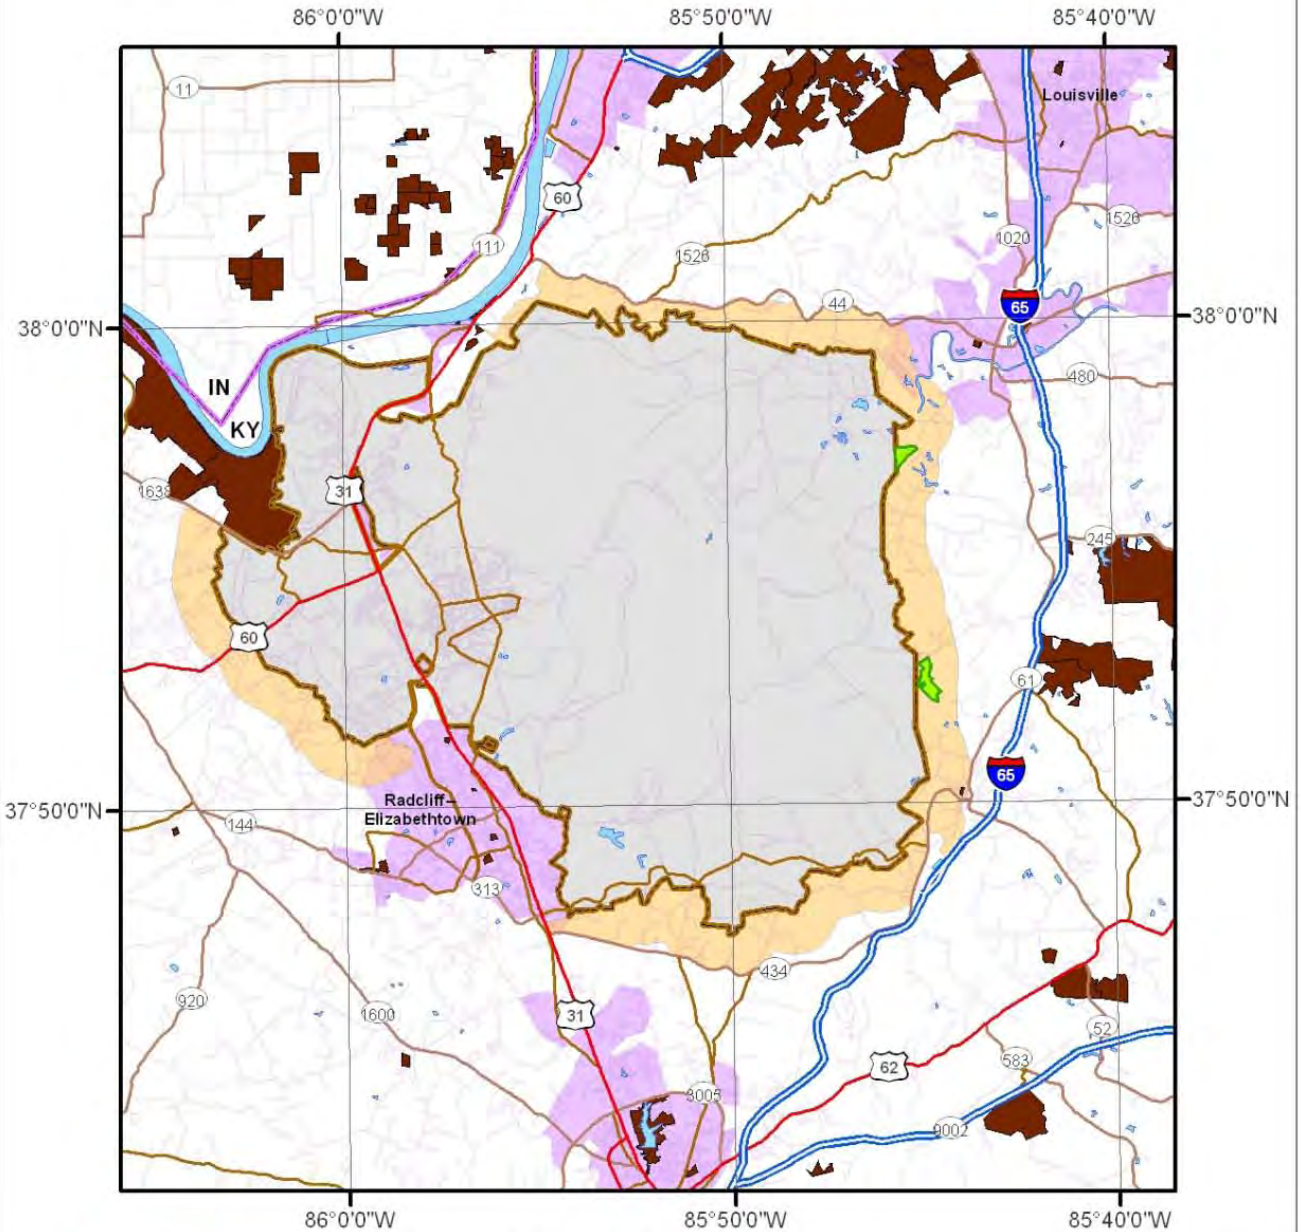 86°0'0"W
85°50'0"W
85°40'0"W
11
Louisville
60
1526
111
1020
1526
44
65
38°0'0"N
38°0'0"N
480
IN
KY
1638
31
245
60
61
65
37°50'0"N
37°50'0"N
Radcliff–
Elizabethtown
144
313
434
920
1600
31
52
62
583
3005
9002
86°0'0"W
85°50'0"W
85°40'0"W